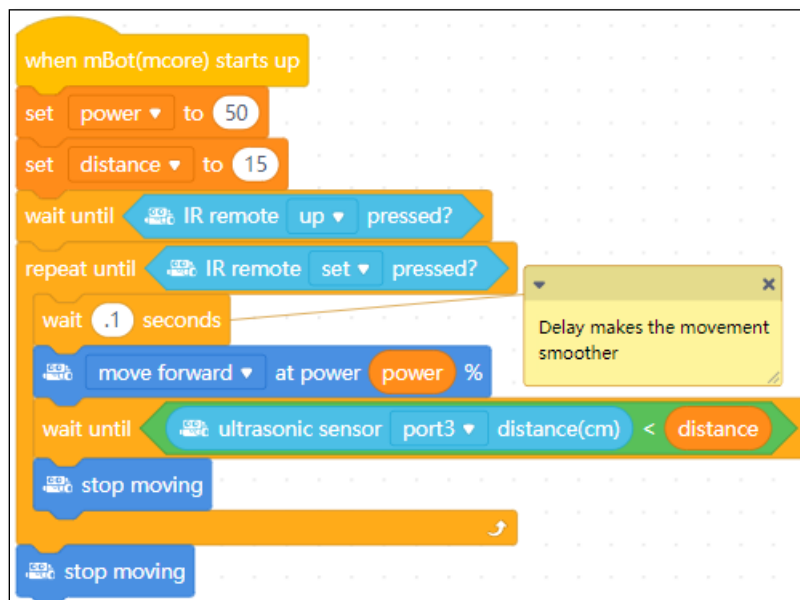 when mBot(mcore) starts up
set power to 50
set distance to 15
wait until IR remote up pressed?
repeat until IR remote set pressed?
wait .1 seconds
Delay makes the movement
smoother
move forward at power power %
wait until ultrasonic sensor port3 distance(cm) < distance
stop moving
stop moving